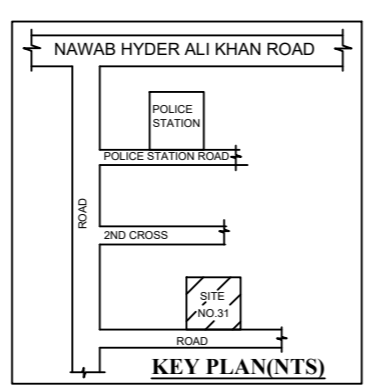 NAWAB HYDER ALI KHAN ROAD
POLICE
STATION
POLICE STATION ROAD
ROAD
2ND CROSS
SITE
NO.31
ROAD
KEY PLAN(NTS)